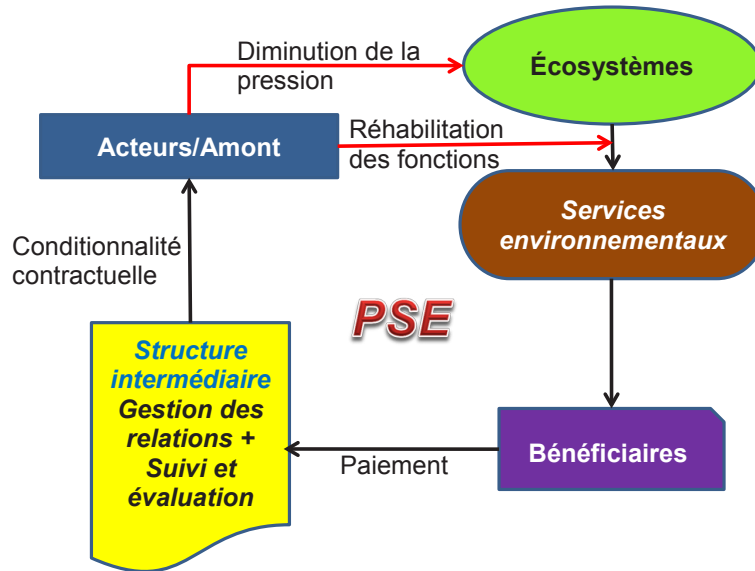 Diminution de la
pression
Écosystèmes
Acteurs/Amont
Réhabilitation
des fonctions
Services
environnementaux
Conditionnalité
contractuelle
PSE
Structure
intermédiaire
Gestion des
relations +
Suivi et
évaluation
Paiement
Bénéficiaires